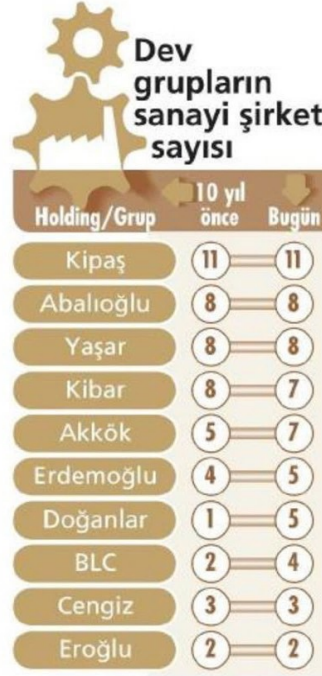 Dev
grupların
sanayi şirket
sayısı
Holding/Grup 10 yıl önce Bugün
Kipaş 11 11
Abalıoğlu 8 8
Yaşar 8 8
Kibar 8 7
Akkök 5 7
Erdemoğlu 4 5
Doğanlar 1 5
BLC 2 4
Cengiz 3 3
Eroğlu 2 2